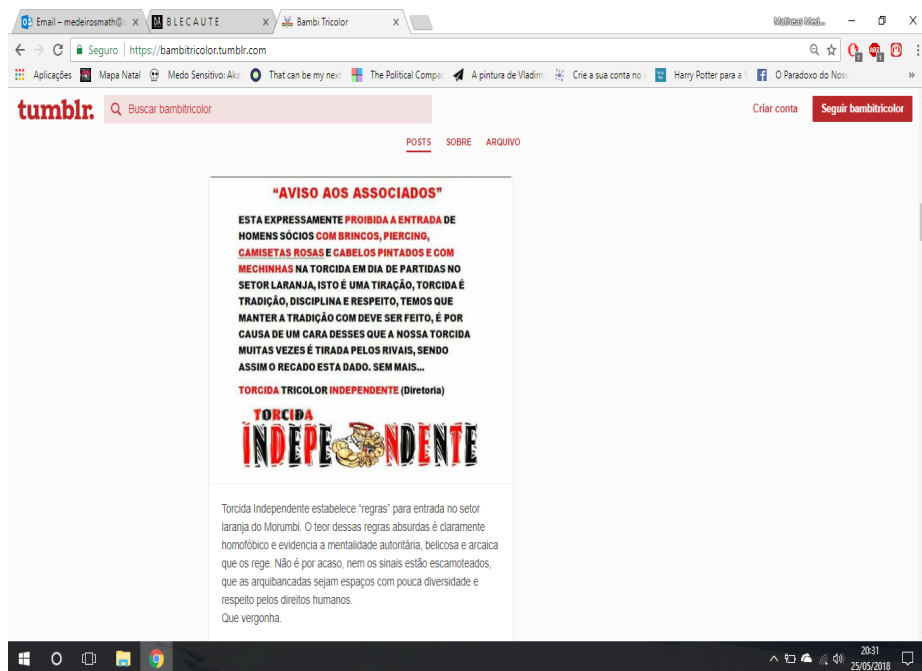 Email – medeirosmath@
B L E C A U T E
Bambi Tricolor
Matheus Med...
Seguro | https://bambitricolor.tumblr.com
Aplicações
Mapa Natal
Medo Sensitivo: Aka
That can be my next
The Political Compa
A pintura de Vladim
Crie a sua conta no
Harry Potter para a
O Paradoxo do Nos
»
tumblr.
Buscar bambitricolor
Criar conta
Seguir bambitricolor
POSTS SOBRE ARQUIVO
“AVISO AOS ASSOCIADOS”
ESTA EXPRESSAMENTE PROIBIDA A ENTRADA DE
HOMENS SÓCIOS COM BRINCOS, PIERCING,
CAMISETAS ROSAS E CABELOS PINTADOS E COM
MECHINHAS NA TORCIDA EM DIA DE PARTIDAS NO
SETOR LARANJA, ISTO É UMA TIRAÇÃO, TORCIDA É
TRADIÇÃO, DISCIPLINA E RESPEITO, TEMOS QUE
MANTER A TRADIÇÃO COM DEVE SER FEITO, É POR
CAUSA DE UM CARA DESSES QUE A NOSSA TORCIDA
MUITAS VEZES É TIRADA PELOS RIVAIS, SENDO
ASSIM O RECADO ESTA DADO. SEM MAIS...
TORCIDA TRICOLOR INDEPENDENTE (Diretoria)
TORCIDA
INDEPENDENTE
Torcida Independente estabelece “regras” para entrada no setor
laranja do Morumbi. O teor dessas regras absurdas é claramente
homofóbico e evidencia a mentalidade autoritária, belicosa e arcaica
que os rege. Não é por acaso, nem os sinais estão escamoteados,
que as arquibancadas sejam espaços com pouca diversidade e
respeito pelos direitos humanos.
Que vergonha.
20:31
25/05/2018